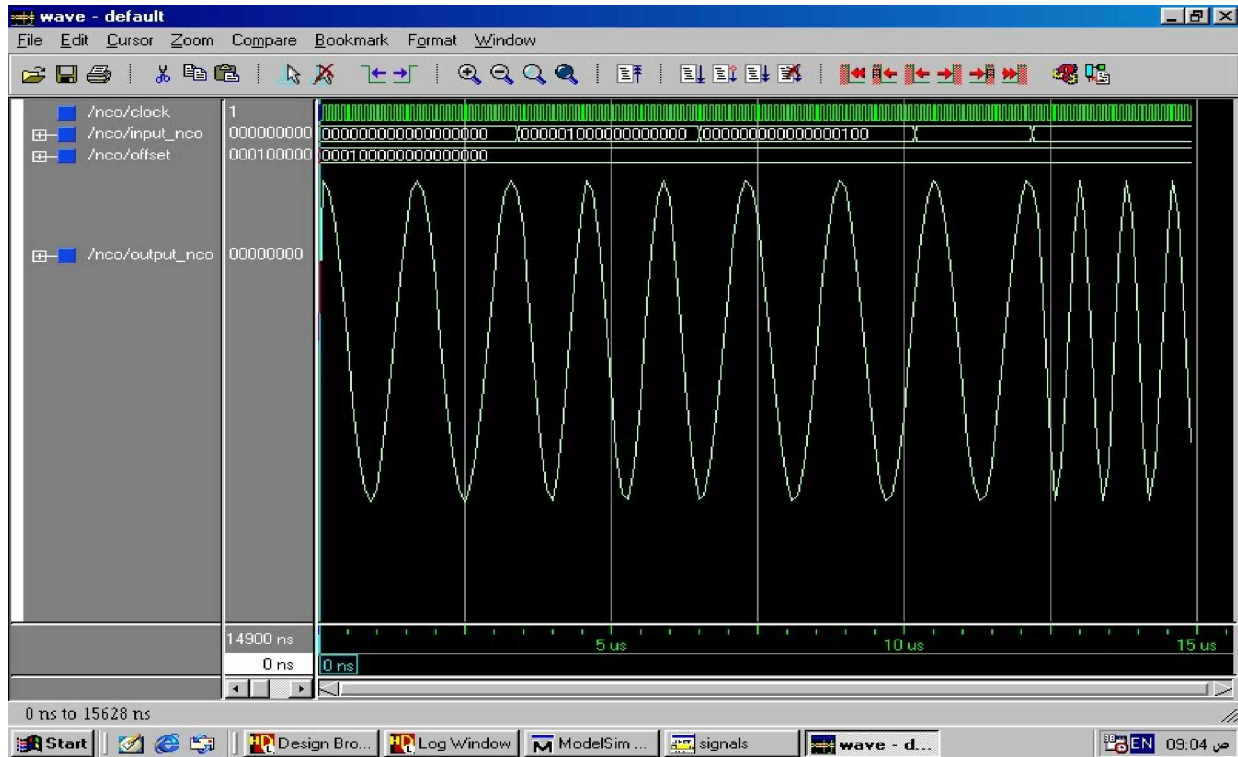 wave - default
File Edit Cursor Zoom Compare Bookmark Format Window
/nco/clock 1
/nco/input_nco 000000000 000000000000000000 000001000000000000 000000000000000100
/nco/offset 000100000 000100000000000000
/nco/output_nco 00000000
14900 ns 5 us 10 us 15 us
0 ns 0 ns
0 ns to 15628 ns
Start Design Bro... Log Window ModelSim ... signals wave - d... EN 09:04 ص